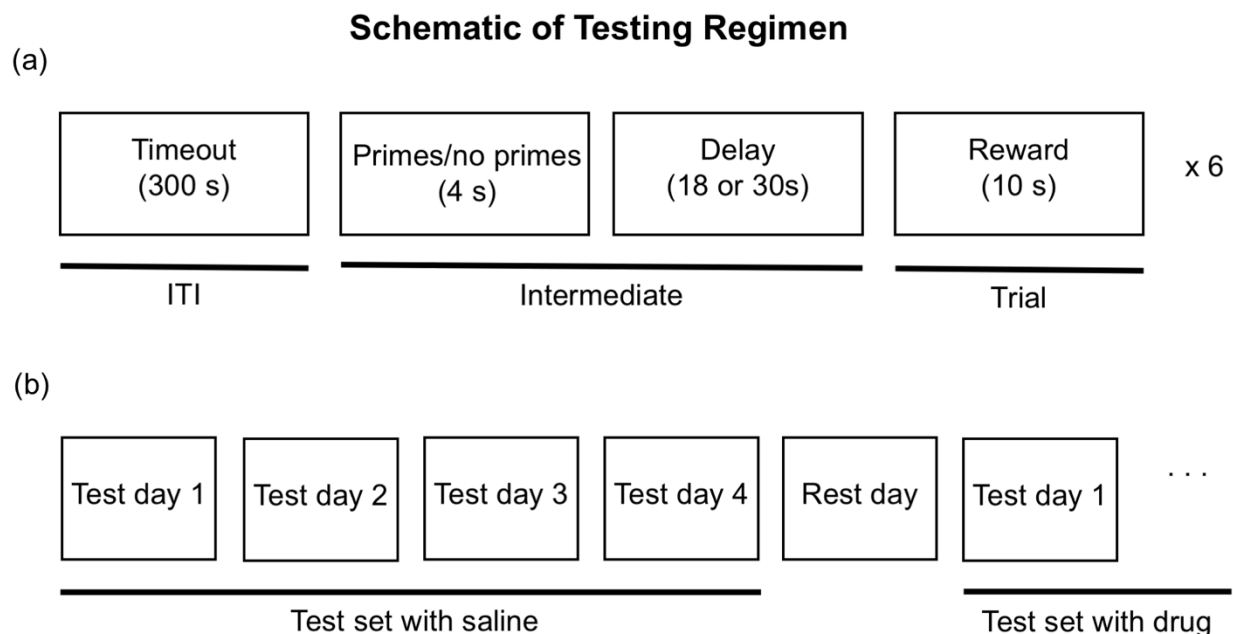 Schematic of Testing Regimen
(a)
Timeout
(300 s)
Primes/no primes
(4 s)
Delay
(18 or 30s)
Reward
(10 s)
x 6
ITI
Intermediate
Trial
(b)
Test day 1
Test day 2
Test day 3
Test day 4
Rest day
Test day 1
. . .
Test set with saline
Test set with drug